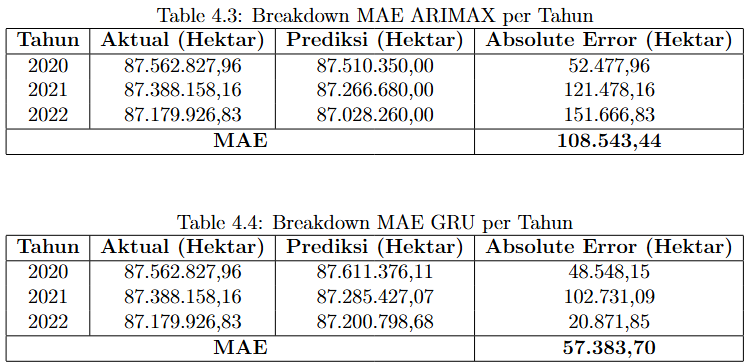 Table 4.3: Breakdown MAE ARIMAX per Tahun
Tahun Aktual (Hektar) Prediksi (Hektar) Absolute Error (Hektar)
2020 87.562.827,96 87.510.350,00 52.477,96
2021 87.388.158,16 87.266.680,00 121.478,16
2022 87.179.926,83 87.028.260,00 151.666,83
MAE 108.543,44
Table 4.4: Breakdown MAE GRU per Tahun
Tahun Aktual (Hektar) Prediksi (Hektar) Absolute Error (Hektar)
2020 87.562.827,96 87.611.376,11 48.548,15
2021 87.388.158,16 87.285.427,07 102.731,09
2022 87.179.926,83 87.200.798,68 20.871,85
MAE 57.383,70